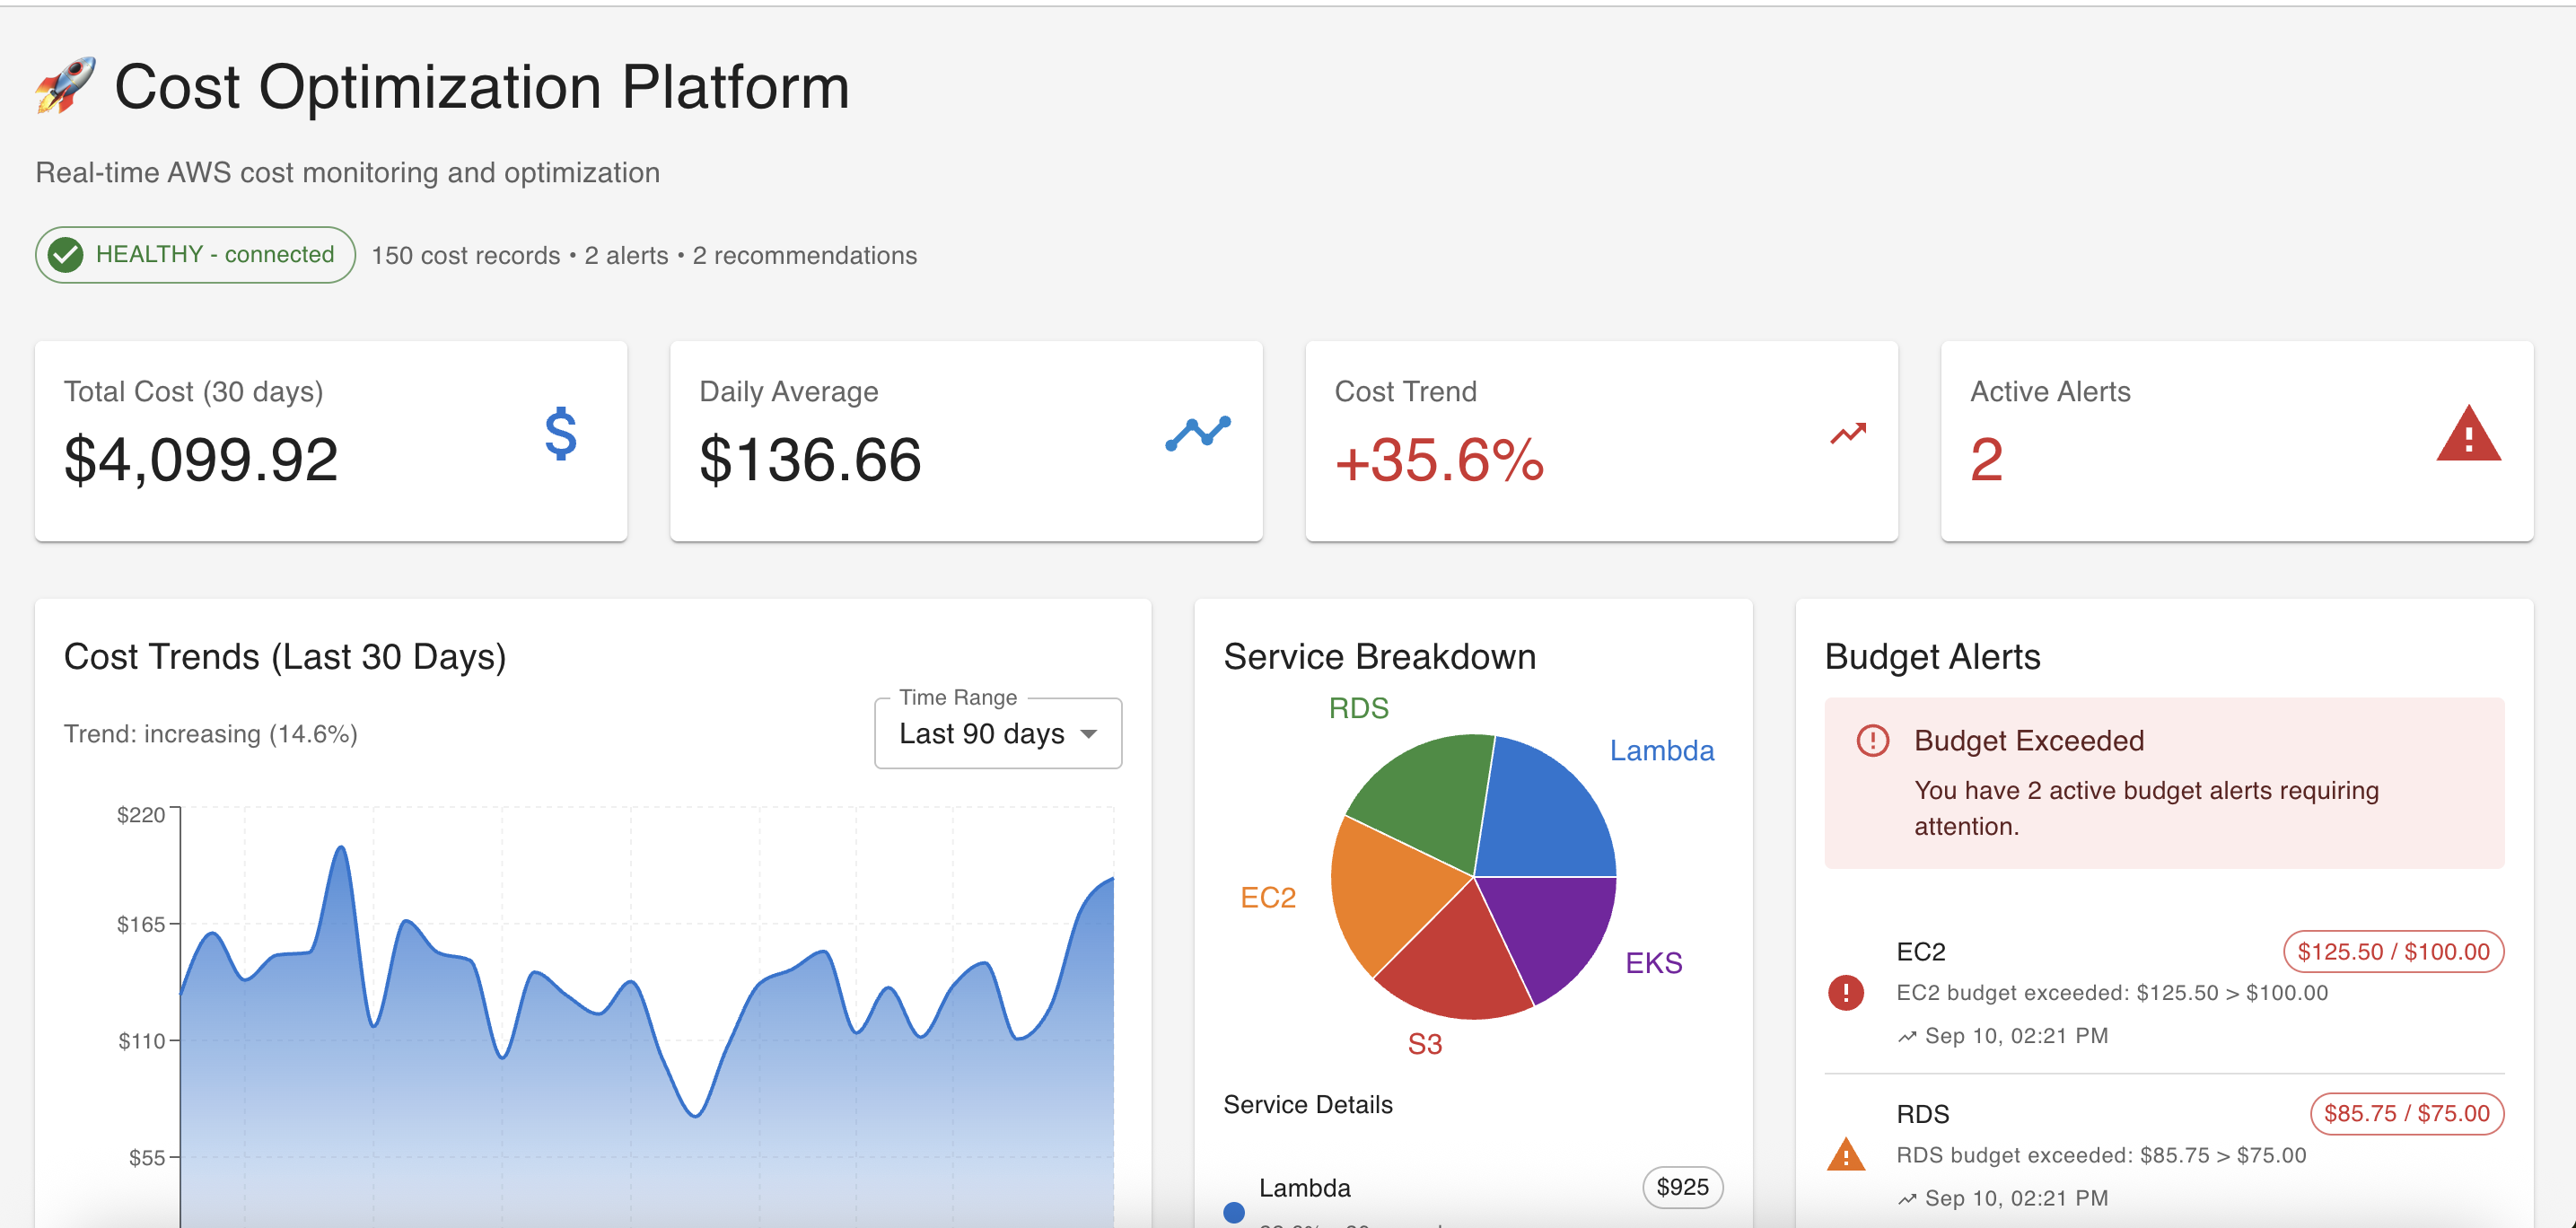 🚀 Cost Optimization Platform
Real-time AWS cost monitoring and optimization
HEALTHY - connected
150 cost records • 2 alerts • 2 recommendations
Total Cost (30 days)
$4,099.92
$
Daily Average
$136.66
Cost Trend
+35.6%
Active Alerts
2
Cost Trends (Last 30 Days)
Trend: increasing (14.6%)
Time Range
Last 90 days
$220
$165
$110
$55
Service Breakdown
RDS
Lambda
EC2
EKS
S3
Service Details
Lambda
$925
Budget Alerts
Budget Exceeded
You have 2 active budget alerts requiring
attention.
EC2
$125.50 / $100.00
EC2 budget exceeded: $125.50 > $100.00
Sep 10, 02:21 PM
RDS
$85.75 / $75.00
RDS budget exceeded: $85.75 > $75.00
Sep 10, 02:21 PM